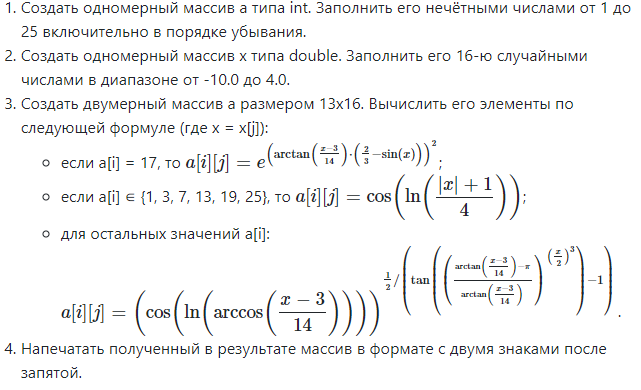 1. Создать одномерный массив a типа int. Заполнить его нечётными числами от 1 до
25 включительно в порядке убывания.
2. Создать одномерный массив x типа double. Заполнить его 16-ю случайными
числами в диапазоне от -10.0 до 4.0.
3. Создать двумерный массив a размером 13x16. Вычислить его элементы по
следующей формуле (где x = x[j]):
○ если a[i] = 17, то $a[i][j] = e^{\left(\arctan\left(\frac{x-3}{14}\right)\cdot\left(\frac{2}{3}-\sin(x)\right)\right)^2}$;
○ если a[i] ∈ {1, 3, 7, 13, 19, 25}, то $a[i][j] = \cos\left(\ln\left(\frac{|x|+1}{4}\right)\right)$;
○ для остальных значений a[i]:
$a[i][j] = \left(\cos\left(\ln\left(\arccos\left(\frac{x-3}{14}\right)\right)\right)\right)^{\frac{1}{2}/\left(\tan\left(\left(\frac{\arctan\left(\frac{x-3}{14}\right)-\pi}{\arctan\left(\frac{x-3}{14}\right)}\right)^{\left(\frac{x}{2}\right)^3}\right)-1\right)}$.
4. Напечатать полученный в результате массив в формате с двумя знаками после
запятой.